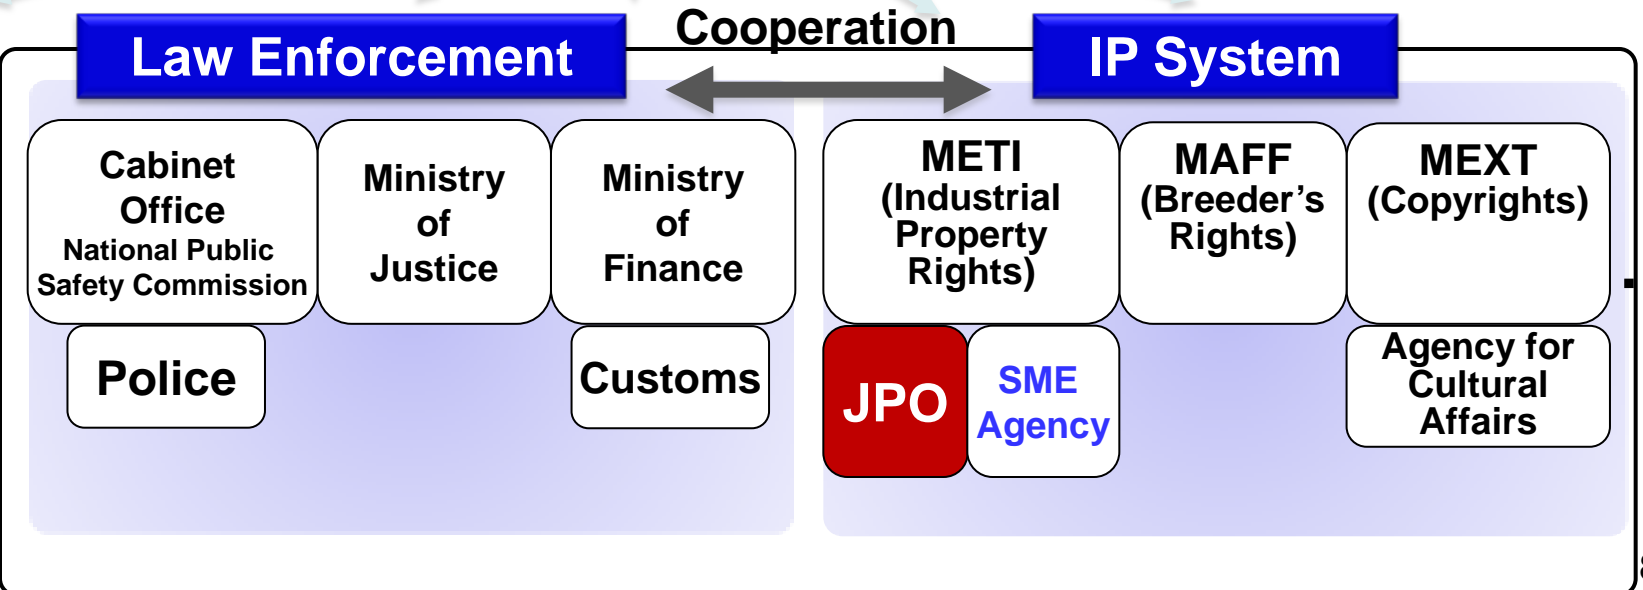 Cooperation
Law Enforcement
IP System
Cabinet
Office
National Public
Safety Commission
Ministry
of
Justice
Ministry
of
Finance
METI
(Industrial
Property
Rights)
MAFF
(Breeder’s
Rights)
MEXT
(Copyrights)
.
Police
Customs
JPO
SME
Agency
Agency for
Cultural
Affairs